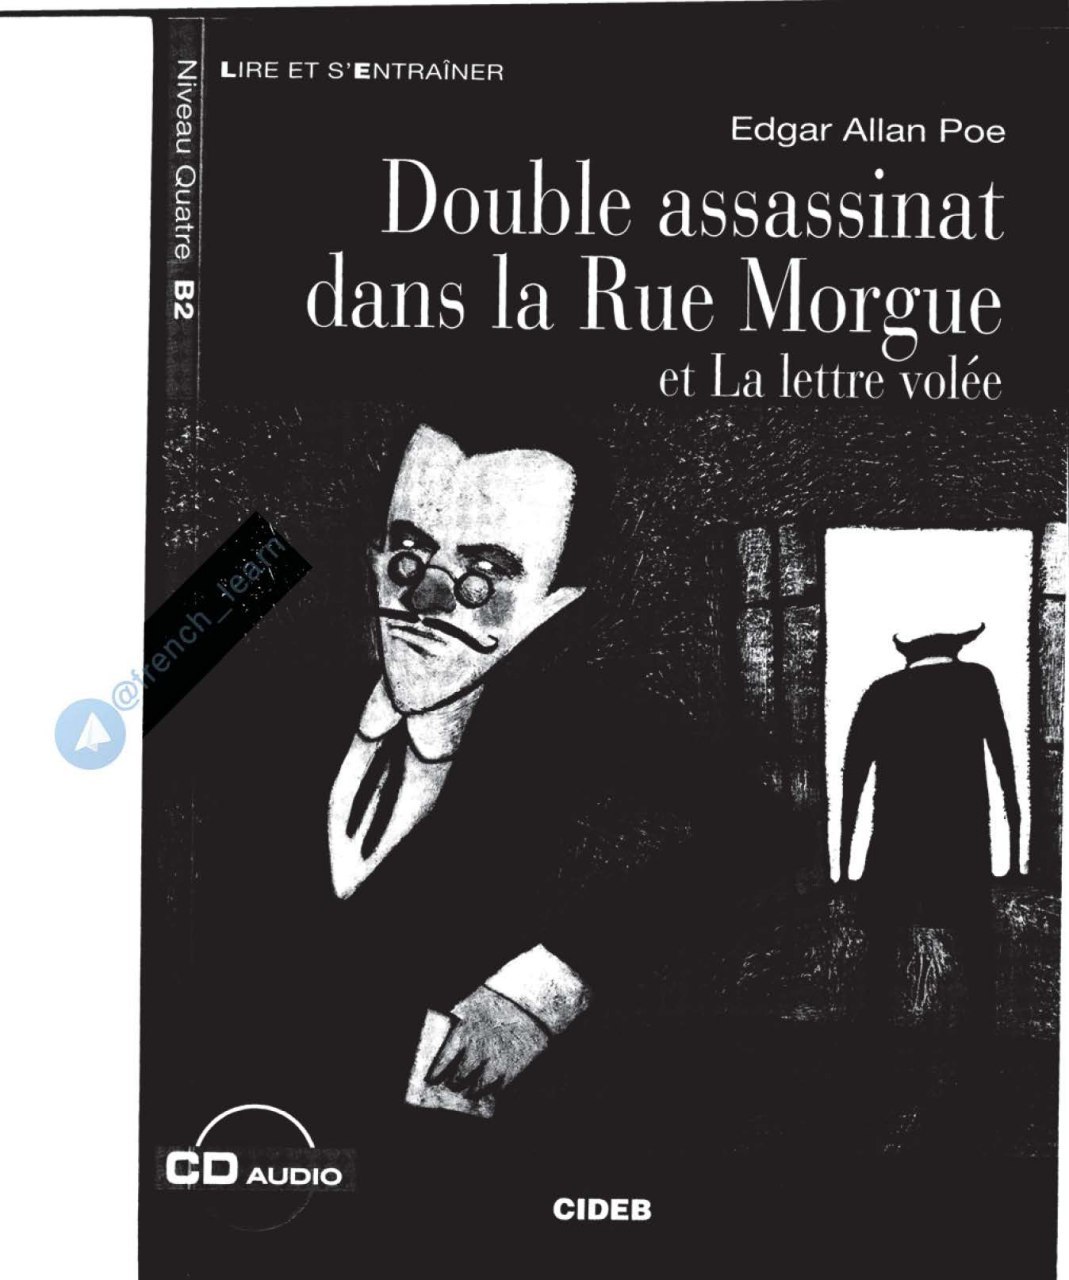 LIRE ET S'ENTRAÎNER
Niveau Quatre B2
Edgar Allan Poe
Double assassinat
dans la Rue Morgue
et La lettre volée
@french_learn
CD AUDIO
CIDEB